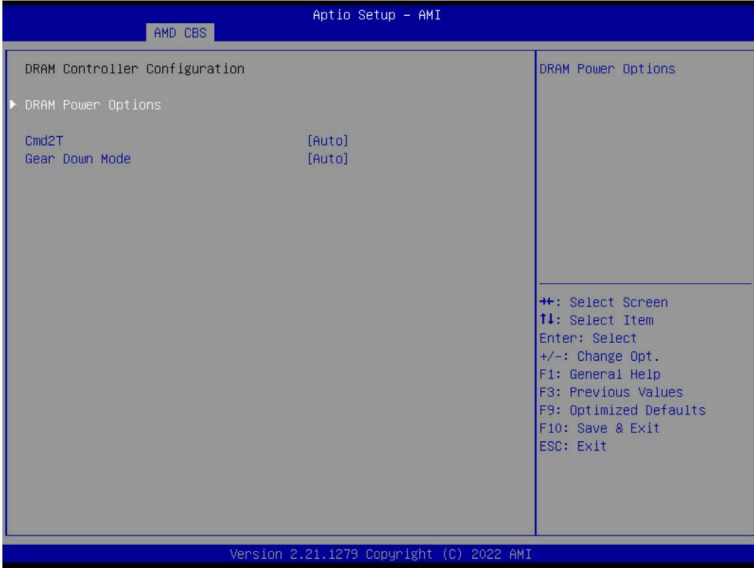 Aptio Setup – AMI
AMD CBS
DRAM Controller Configuration
DRAM Power Options
Cmd2T [Auto]
Gear Down Mode [Auto]
DRAM Power Options
→←: Select Screen
↑↓: Select Item
Enter: Select
+/-: Change Opt.
F1: General Help
F3: Previous Values
F9: Optimized Defaults
F10: Save & Exit
ESC: Exit
Version 2.21.1279 Copyright (C) 2022 AMI